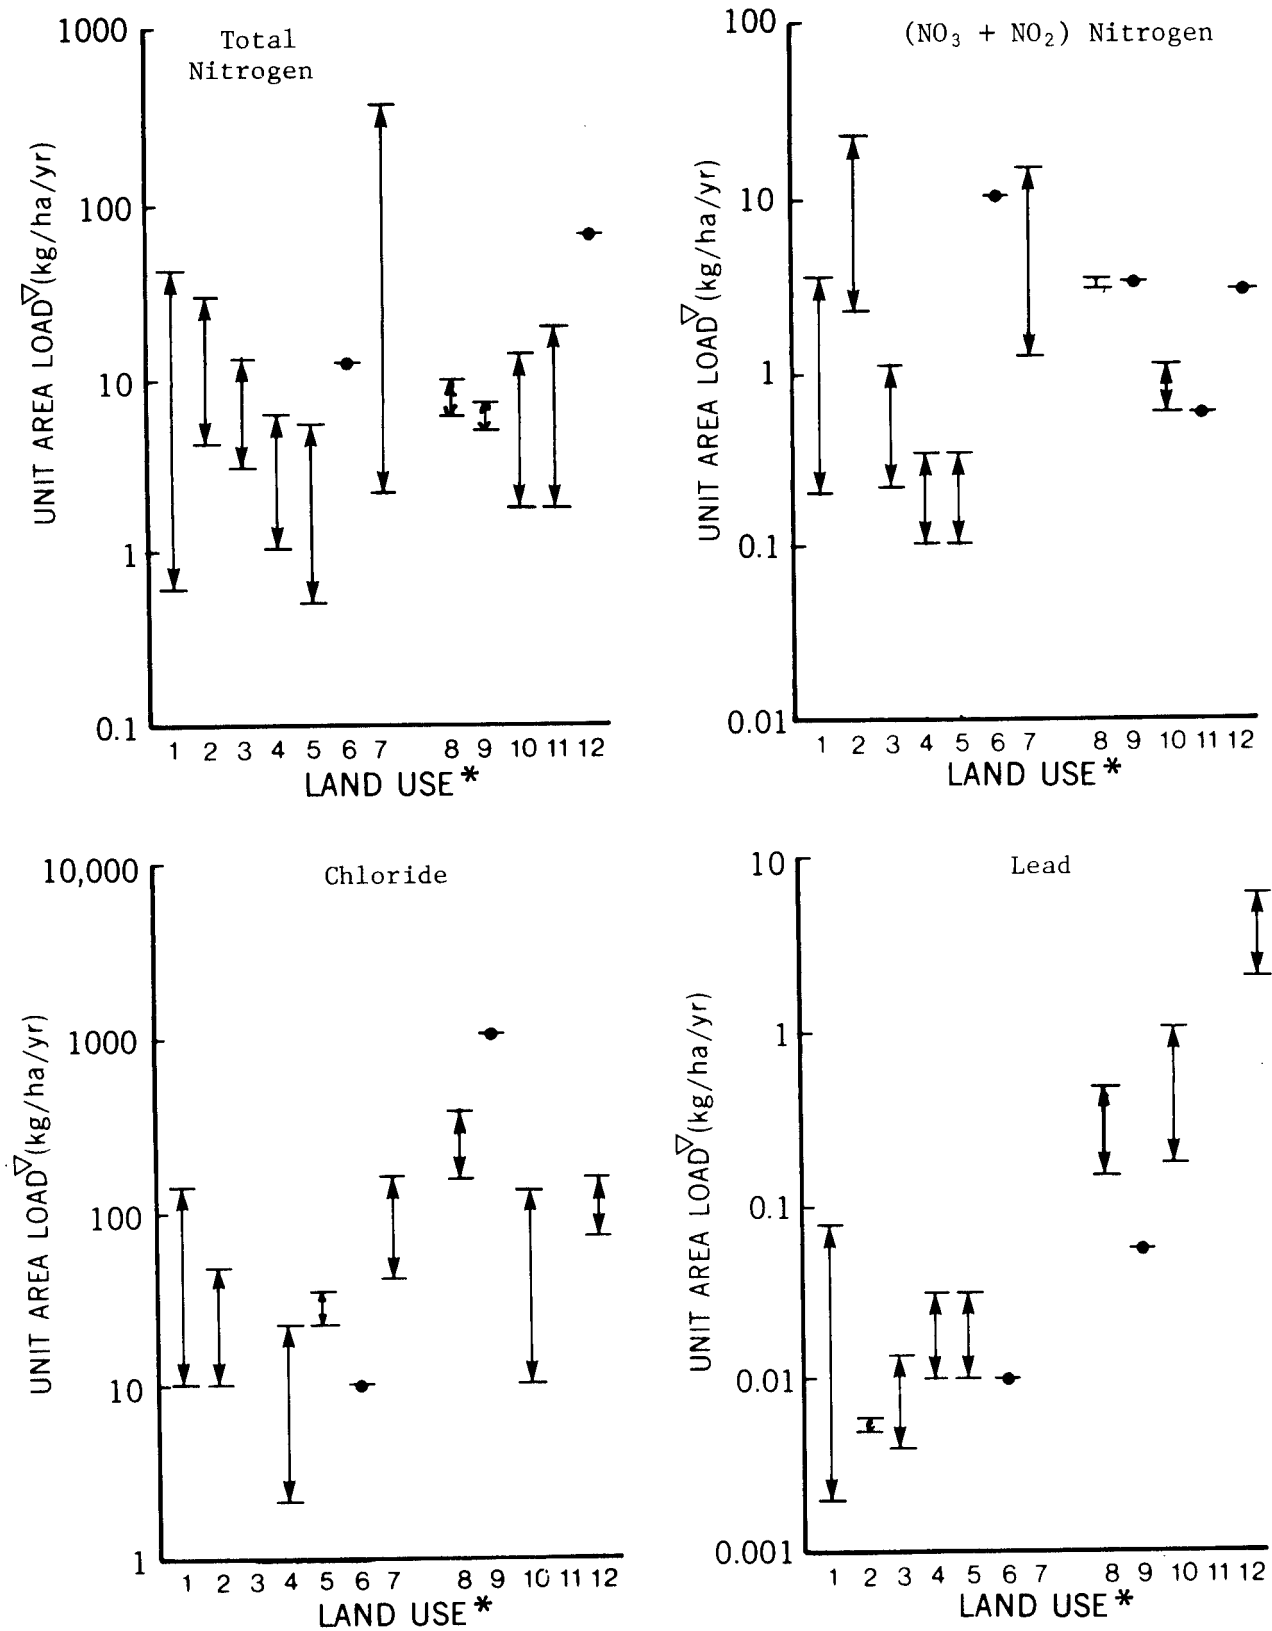 Total
Nitrogen
1000
100
10
1
0.1
UNIT AREA LOAD▽(kg/ha/yr)
1 2 3 4 5 6 7 8 9 10 11 12
LAND USE*
(NO₃ + NO₂) Nitrogen
100
10
1
0.1
0.01
UNIT AREA LOAD▽(kg/ha/yr)
1 2 3 4 5 6 7 8 9 10 11 12
LAND USE*
Chloride
10,000
1000
100
10
1
UNIT AREA LOAD▽(kg/ha/yr)
1 2 3 4 5 6 7 8 9 10 11 12
LAND USE*
Lead
10
1
0.1
0.01
0.001
UNIT AREA LOAD▽(kg/ha/yr)
1 2 3 4 5 6 7 8 9 10 11 12
LAND USE*